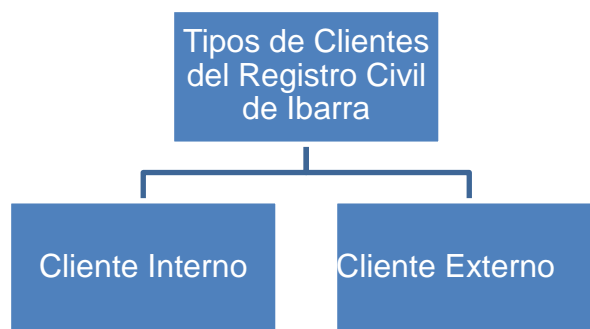 Tipos de Clientes
del Registro Civil
de Ibarra
Cliente Interno
Cliente Externo